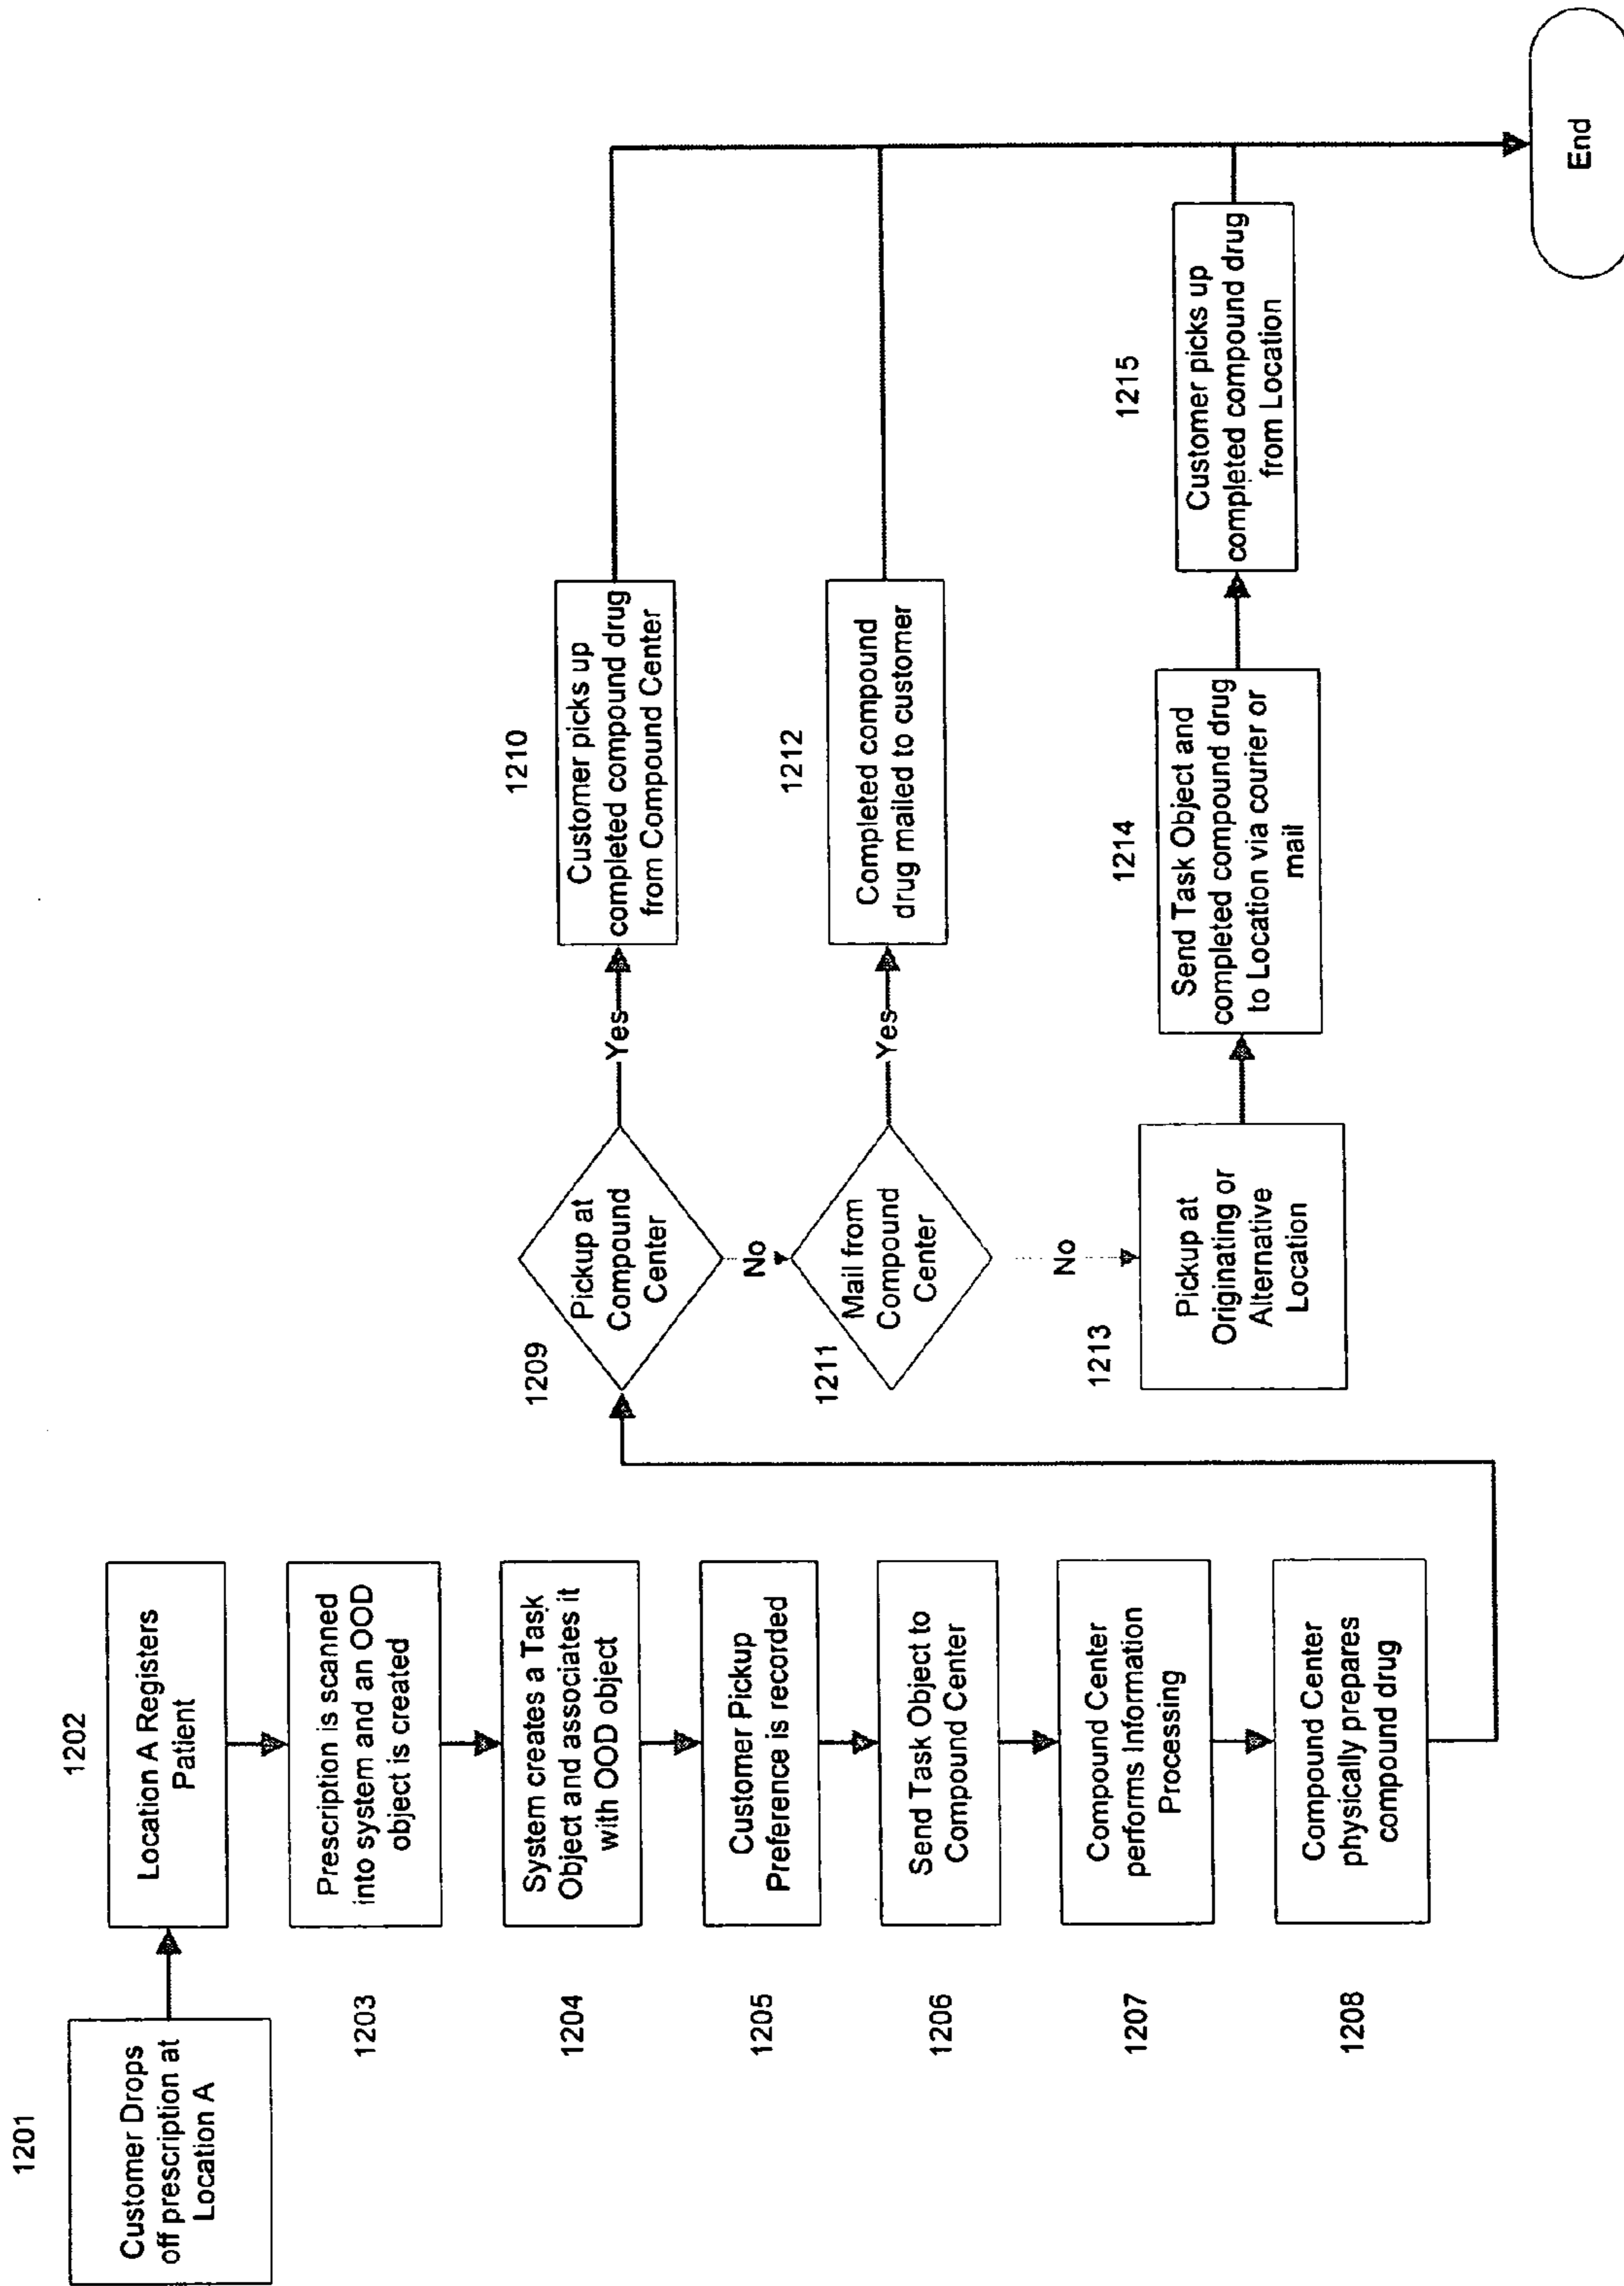 1201
Customer Drops
off prescription at
Location A
1202
Location A Registers
Patient
1203
Prescription is scanned
into system and an OOD
object is created
1204
System creates a Task
Object and associates it
with OOD object
1205
Customer Pickup
Preference is recorded
1206
Send Task Object to
Compound Center
1207
Compound Center
performs Information
Processing
1208
Compound Center
physically prepares
compound drug
1209
Pickup at
Compound
Center
Yes
1210
Customer picks up
completed compound drug
from Compound Center
No
1211
Mail from
Compound
Center
Yes
1212
Completed compound
drug mailed to customer
No
1213
Pickup at
Originating or
Alternative
Location
1214
Send Task Object and
completed compound drug
to Location via courier or
mail
1215
Customer picks up
completed compound drug
from Location
End